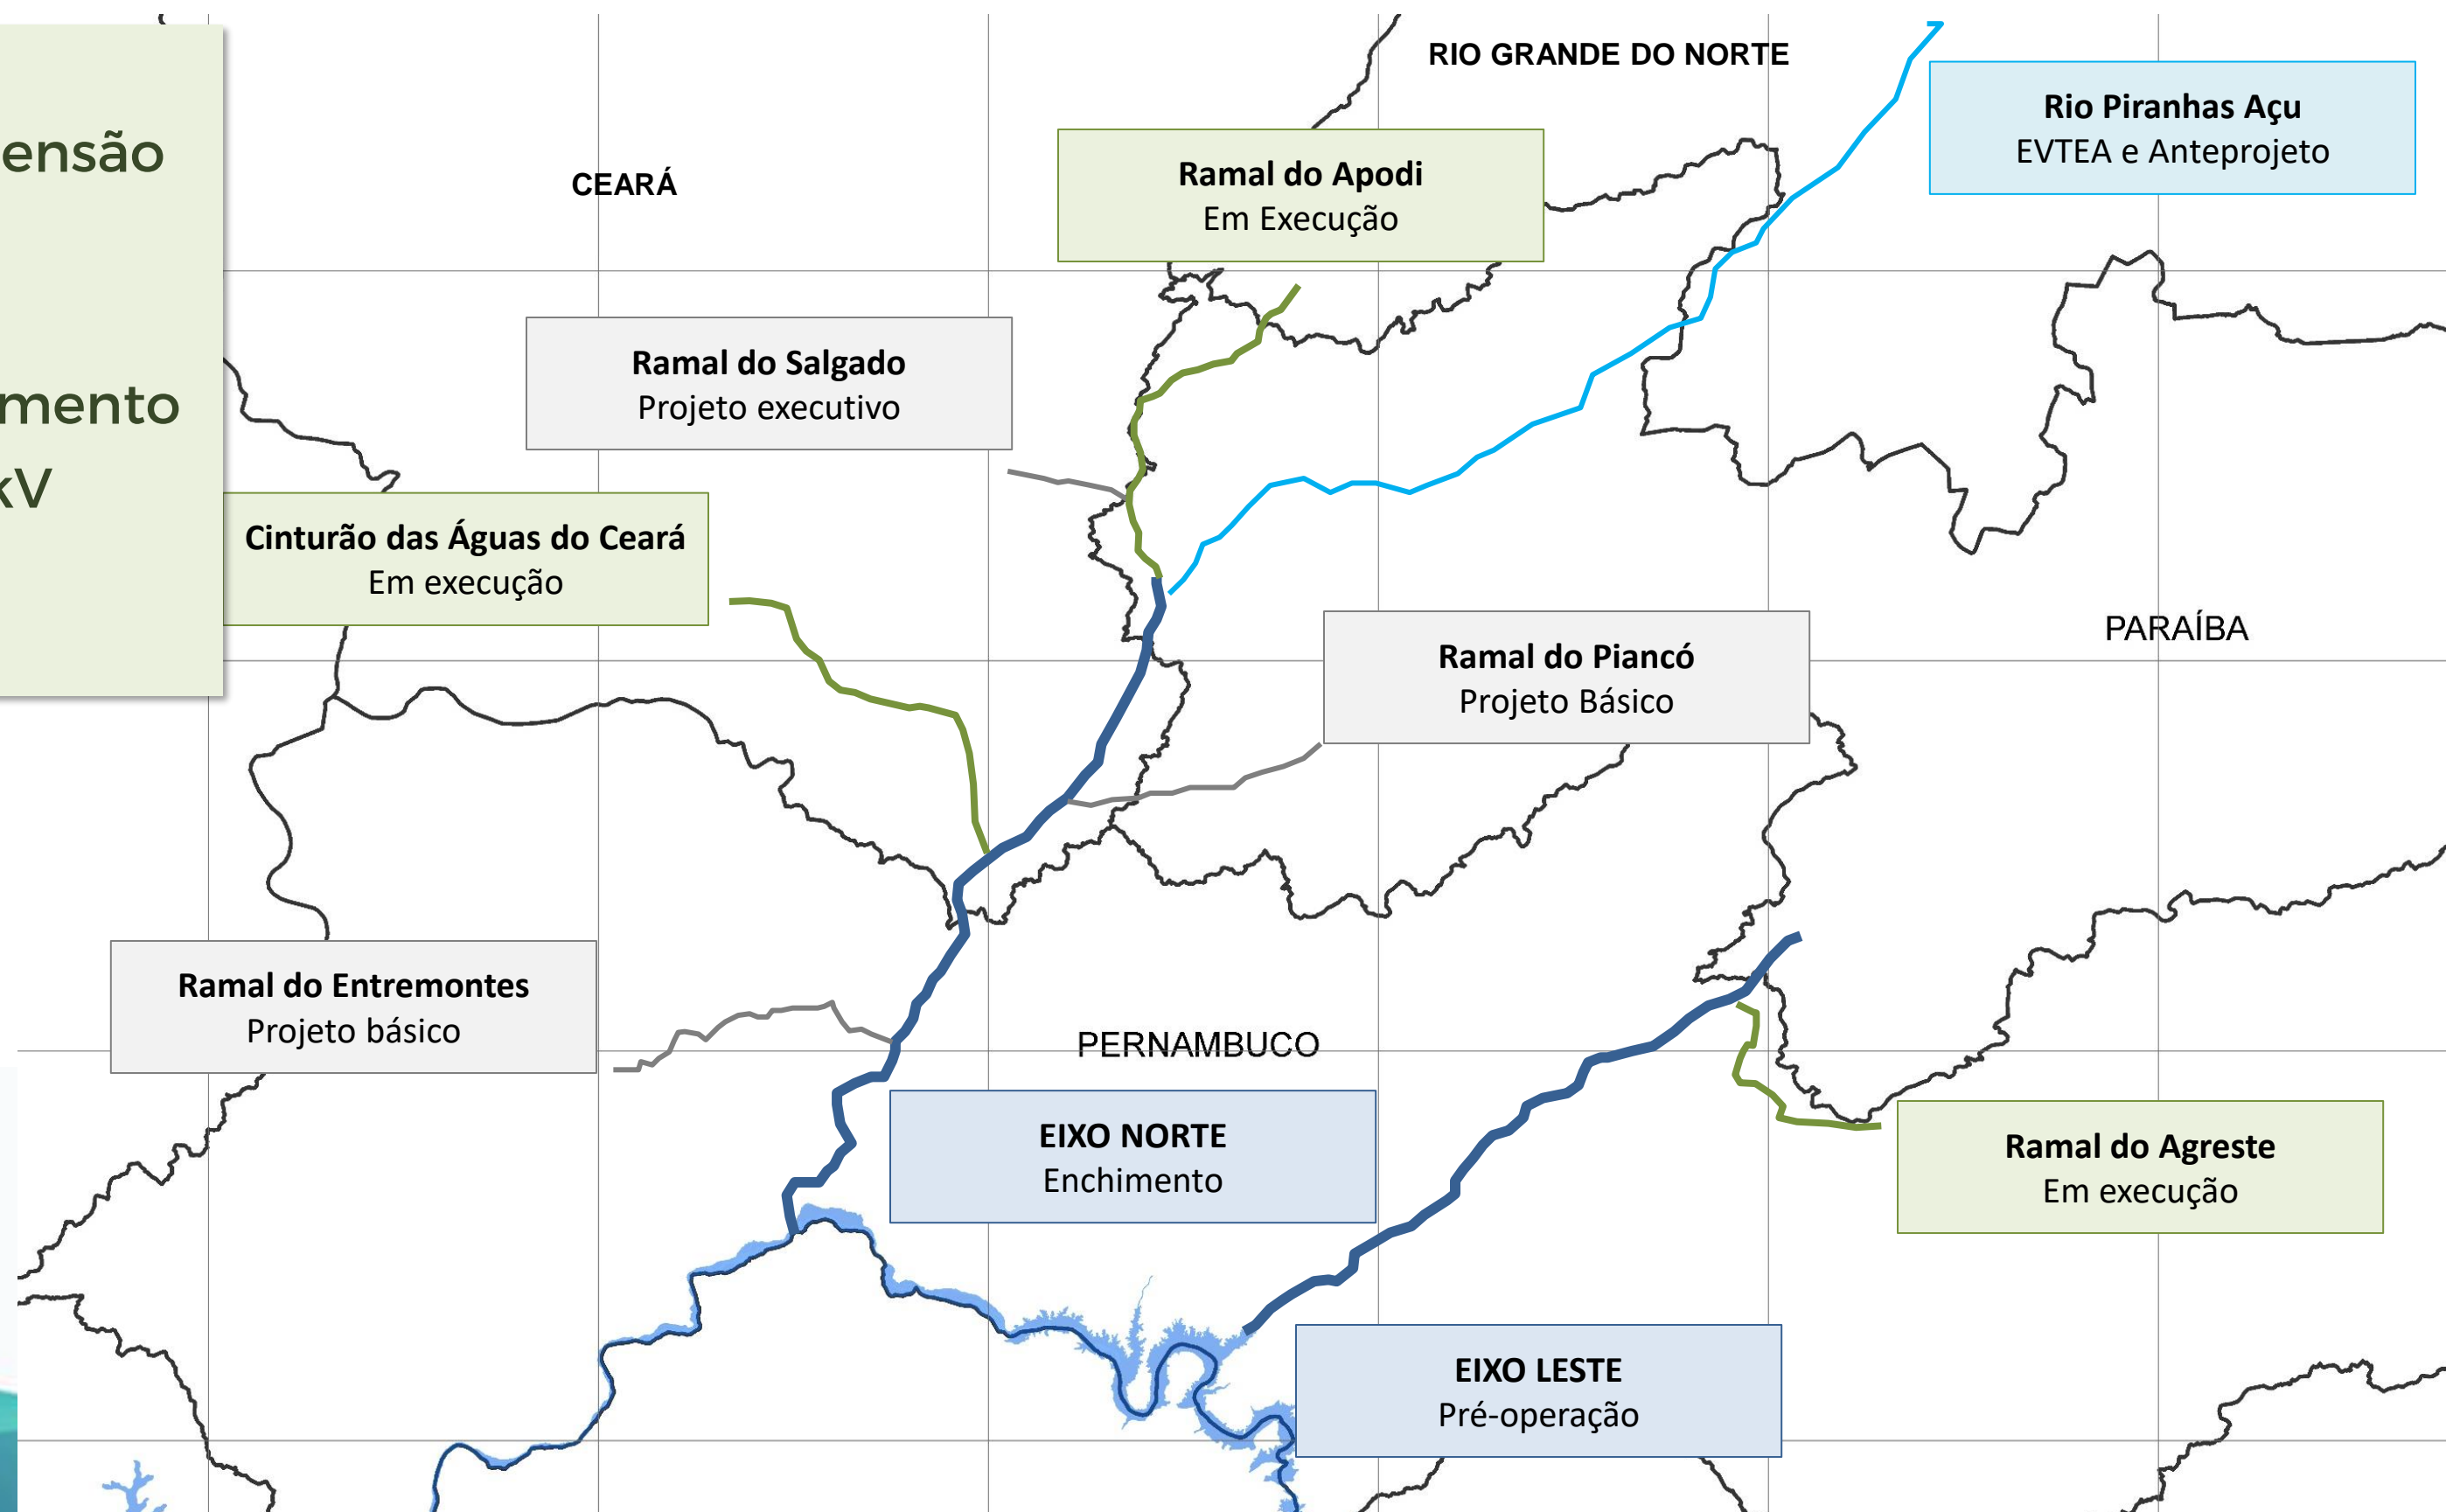 RIO GRANDE DO NORTE
Rio Piranhas Açu
EVTEA e Anteprojeto
ensão
Ramal do Apodi
Em Execução
CEARÁ
Ramal do Salgado
Projeto executivo
mento
kV
Cinturão das Águas do Ceará
Em execução
PARAÍBA
Ramal do Piancó
Projeto Básico
Ramal do Entremontes
Projeto básico
PERNAMBUCO
EIXO NORTE
Enchimento
Ramal do Agreste
Em execução
EIXO LESTE
Pré-operação